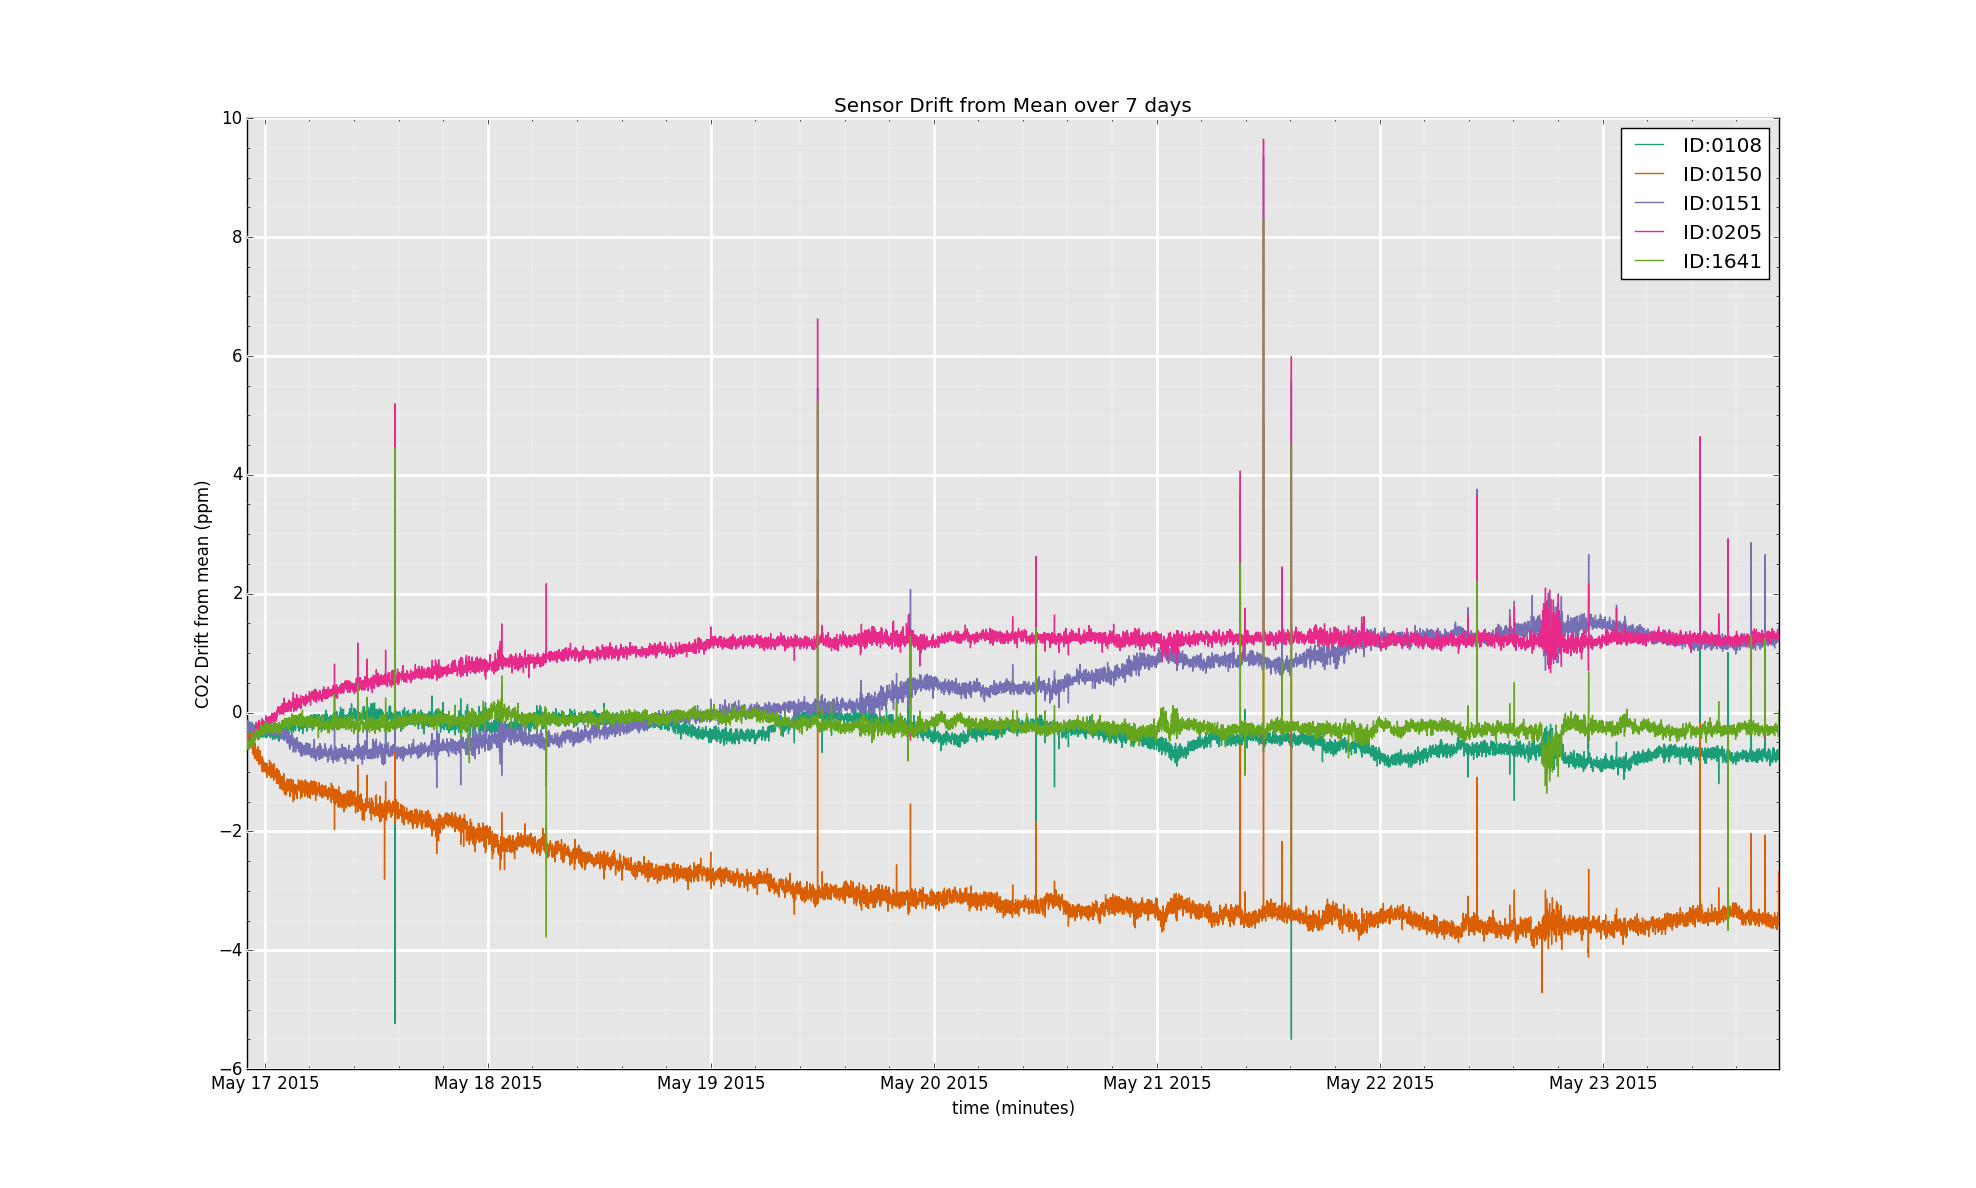 Sensor Drift from Mean over 7 days
10
8
6
4
2
0
−2
−4
−6
CO2 Drift from mean (ppm)
ID:0108
ID:0150
ID:0151
ID:0205
ID:1641
May 17 2015 May 18 2015 May 19 2015 May 20 2015 May 21 2015 May 22 2015 May 23 2015
time (minutes)